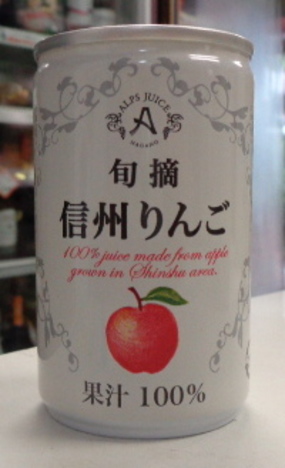 ALPS JUICE
A
NAGANO
旬摘
信州りんご
100% juice made from apple
grown in Shinshu area.
果汁 100%